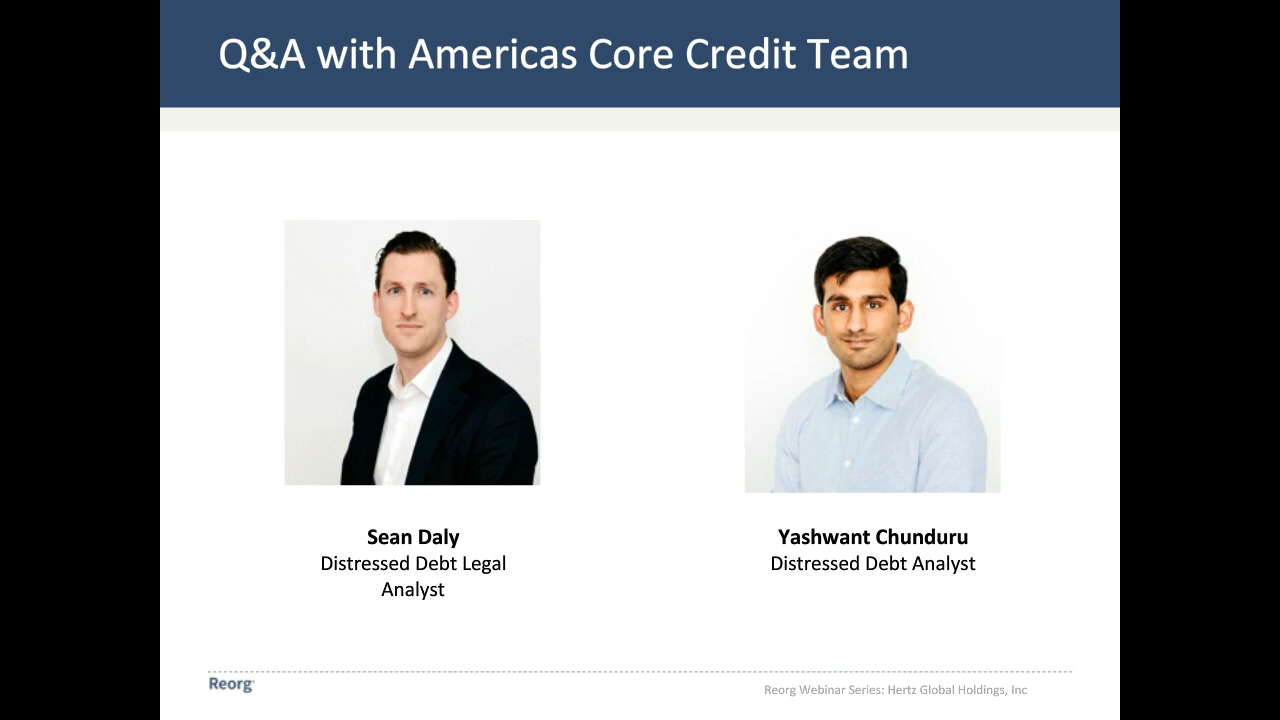 Q&A with Americas Core Credit Team
Sean Daly
Distressed Debt Legal
Analyst
Yashwant Chunduru
Distressed Debt Analyst
Reorg
Reorg Webinar Series: Hertz Global Holdings, Inc